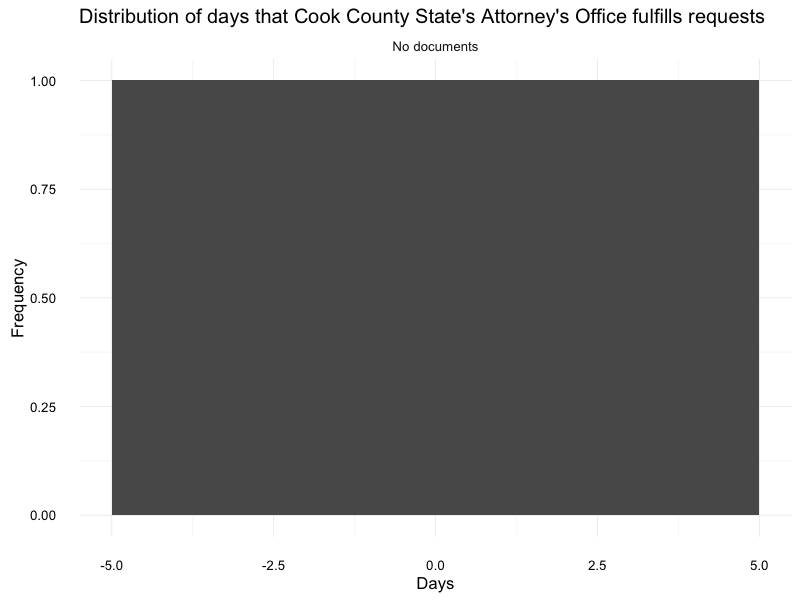 Distribution of days that Cook County State's Attorney's Office fulfills requests
No documents
1.00
0.75
0.50
0.25
0.00
Frequency
-5.0 -2.5 0.0 2.5 5.0
Days